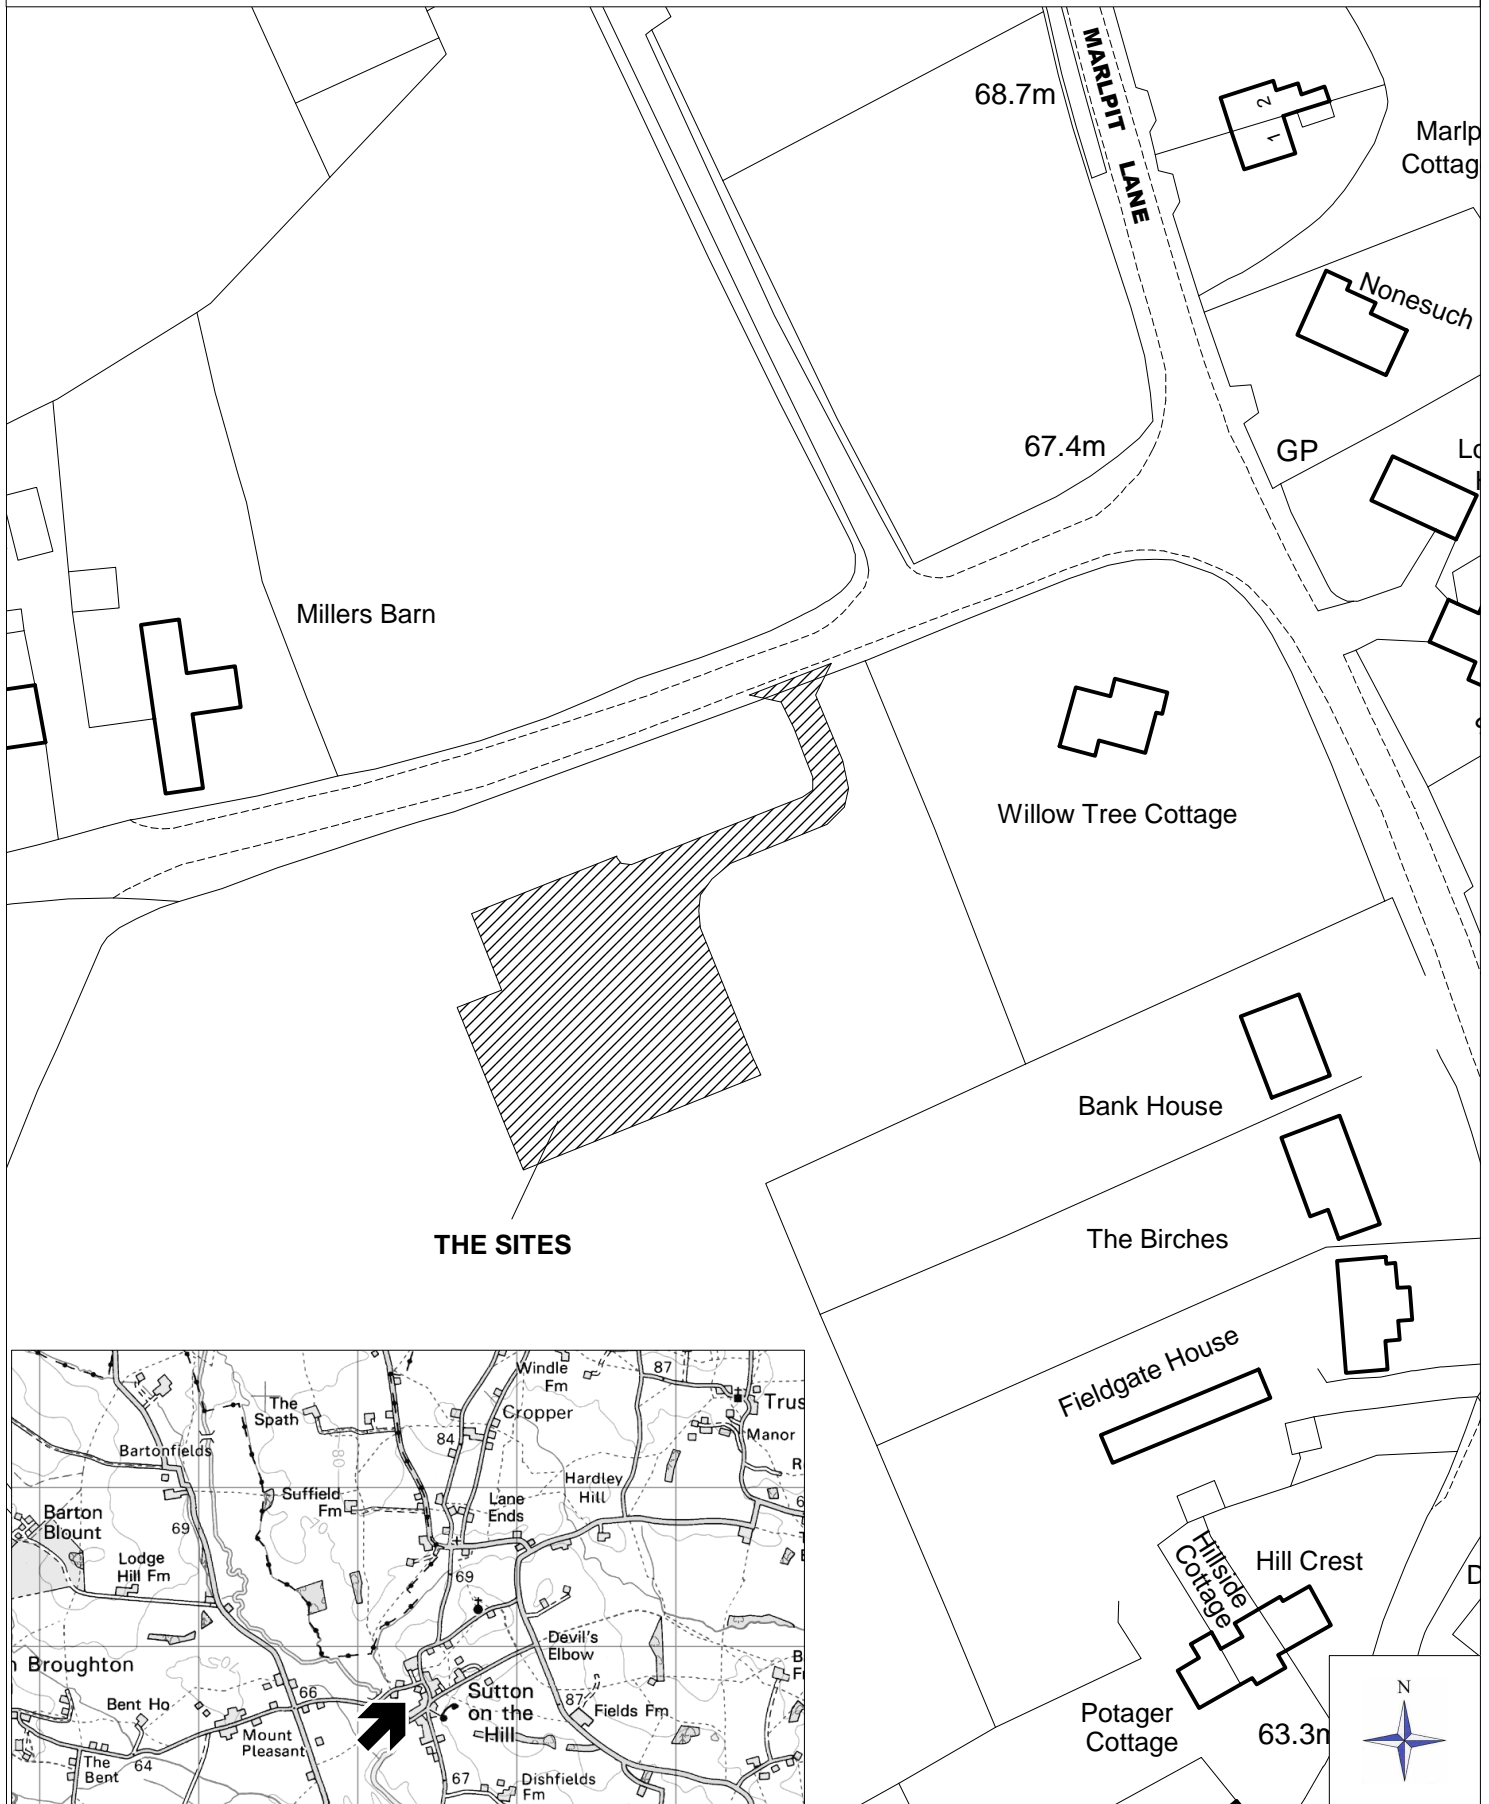 MARLPIT LANE
68.7m
2
1
Marlp
Cottag
Nonesuch
67.4m
GP
Millers Barn
Willow Tree Cottage
Bank House
The Birches
THE SITES
Fieldgate House
Hillside
Cottage
Hill Crest
Potager
Cottage
63.3m
N
Windle
Fm
87
The
Spath
Cropper
Trus
84
Manor
Bartonfields
Hardley
Hill
Suffield
Fm
Lane
Ends
Barton
Blount
69
Lodge
Hill Fm
69
Devil's
Elbow
n Broughton
66
Sutton
on the
Hill
87
Fields Fm
Bent Ho
Mount
Pleasant
The
Bent
64
67
Dishfields
Fm
80